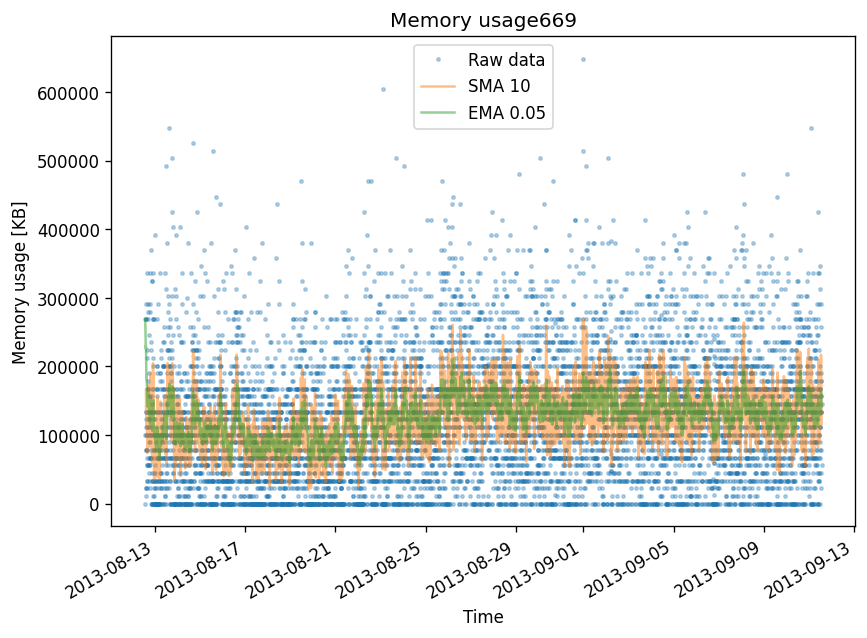 Memory usage669
Raw data
SMA 10
EMA 0.05
Memory usage [KB]
600000
500000
400000
300000
200000
100000
0
2013-08-13
2013-08-17
2013-08-21
2013-08-25
2013-08-29
2013-09-01
2013-09-05
2013-09-09
2013-09-13
Time